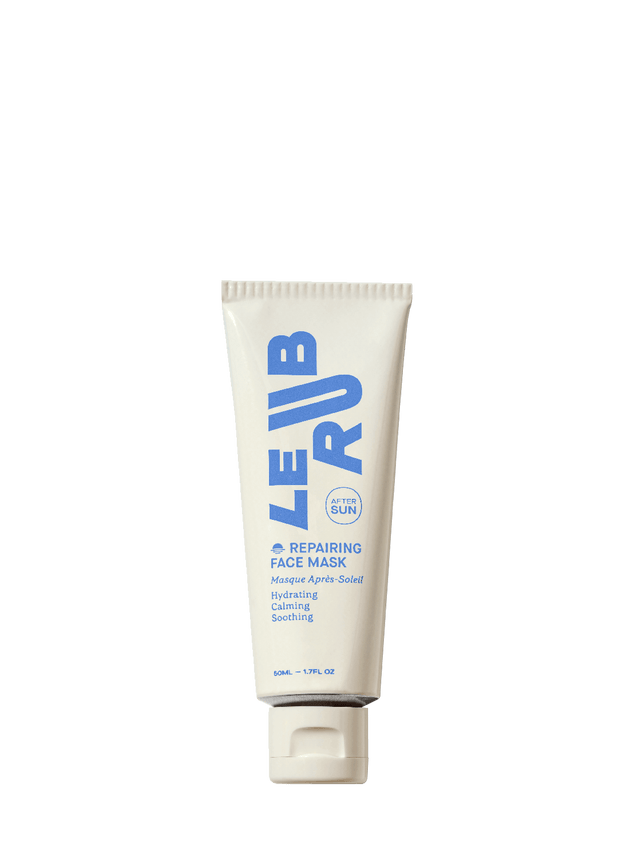 LE RUB
AFTER
SUN
REPAIRING
FACE MASK
Masque Après-Soleil
Hydrating
Calming
Soothing
50ML — 1.7FL OZ